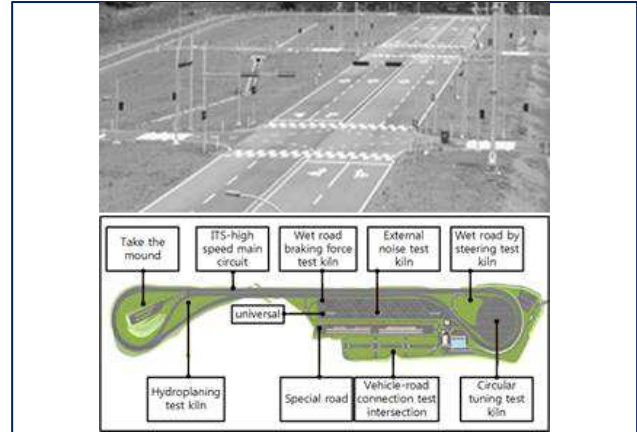 Take the
mound
ITS-high
speed main
circuit
Wet road
braking force
test kiln
External
noise test
kiln
Wet road by
steering test
kiln
universal
Hydroplaning
test kiln
Special road
Vehicle-road
connection test
intersection
Circular
tuning test
kiln